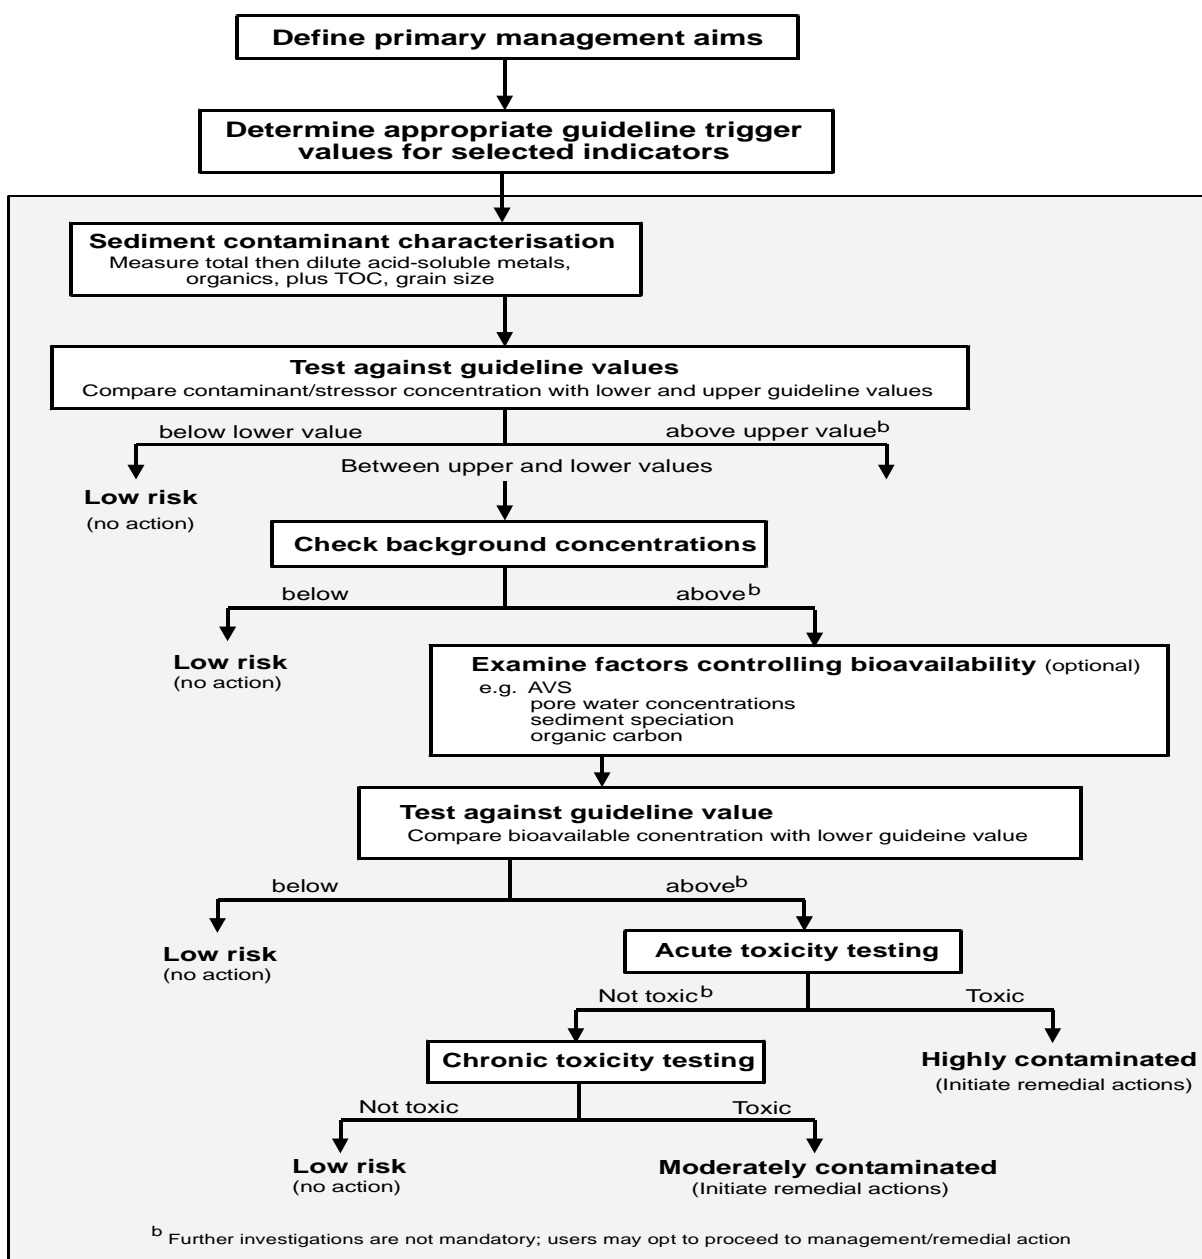 Define primary management aims
Determine appropriate guideline trigger
values for selected indicators
Sediment contaminant characterisation
Measure total then dilute acid-soluble metals,
organics, plus TOC, grain size
Test against guideline values
Compare contaminant/stressor concentration with lower and upper guideline values
below lower value
above upper valueᵇ
Between upper and lower values
Low risk
(no action)
Check background concentrations
below
aboveᵇ
Low risk
(no action)
Examine factors controlling bioavailability (optional)
e.g. AVS
pore water concentrations
sediment speciation
organic carbon
Test against guideline value
Compare bioavailable conentration with lower guideine value
below
aboveᵇ
Low risk
(no action)
Acute toxicity testing
Not toxicᵇ
Toxic
Chronic toxicity testing
Highly contaminated
(Initiate remedial actions)
Not toxic
Toxic
Low risk
(no action)
Moderately contaminated
(Initiate remedial actions)
ᵇ Further investigations are not mandatory; users may opt to proceed to management/remedial action